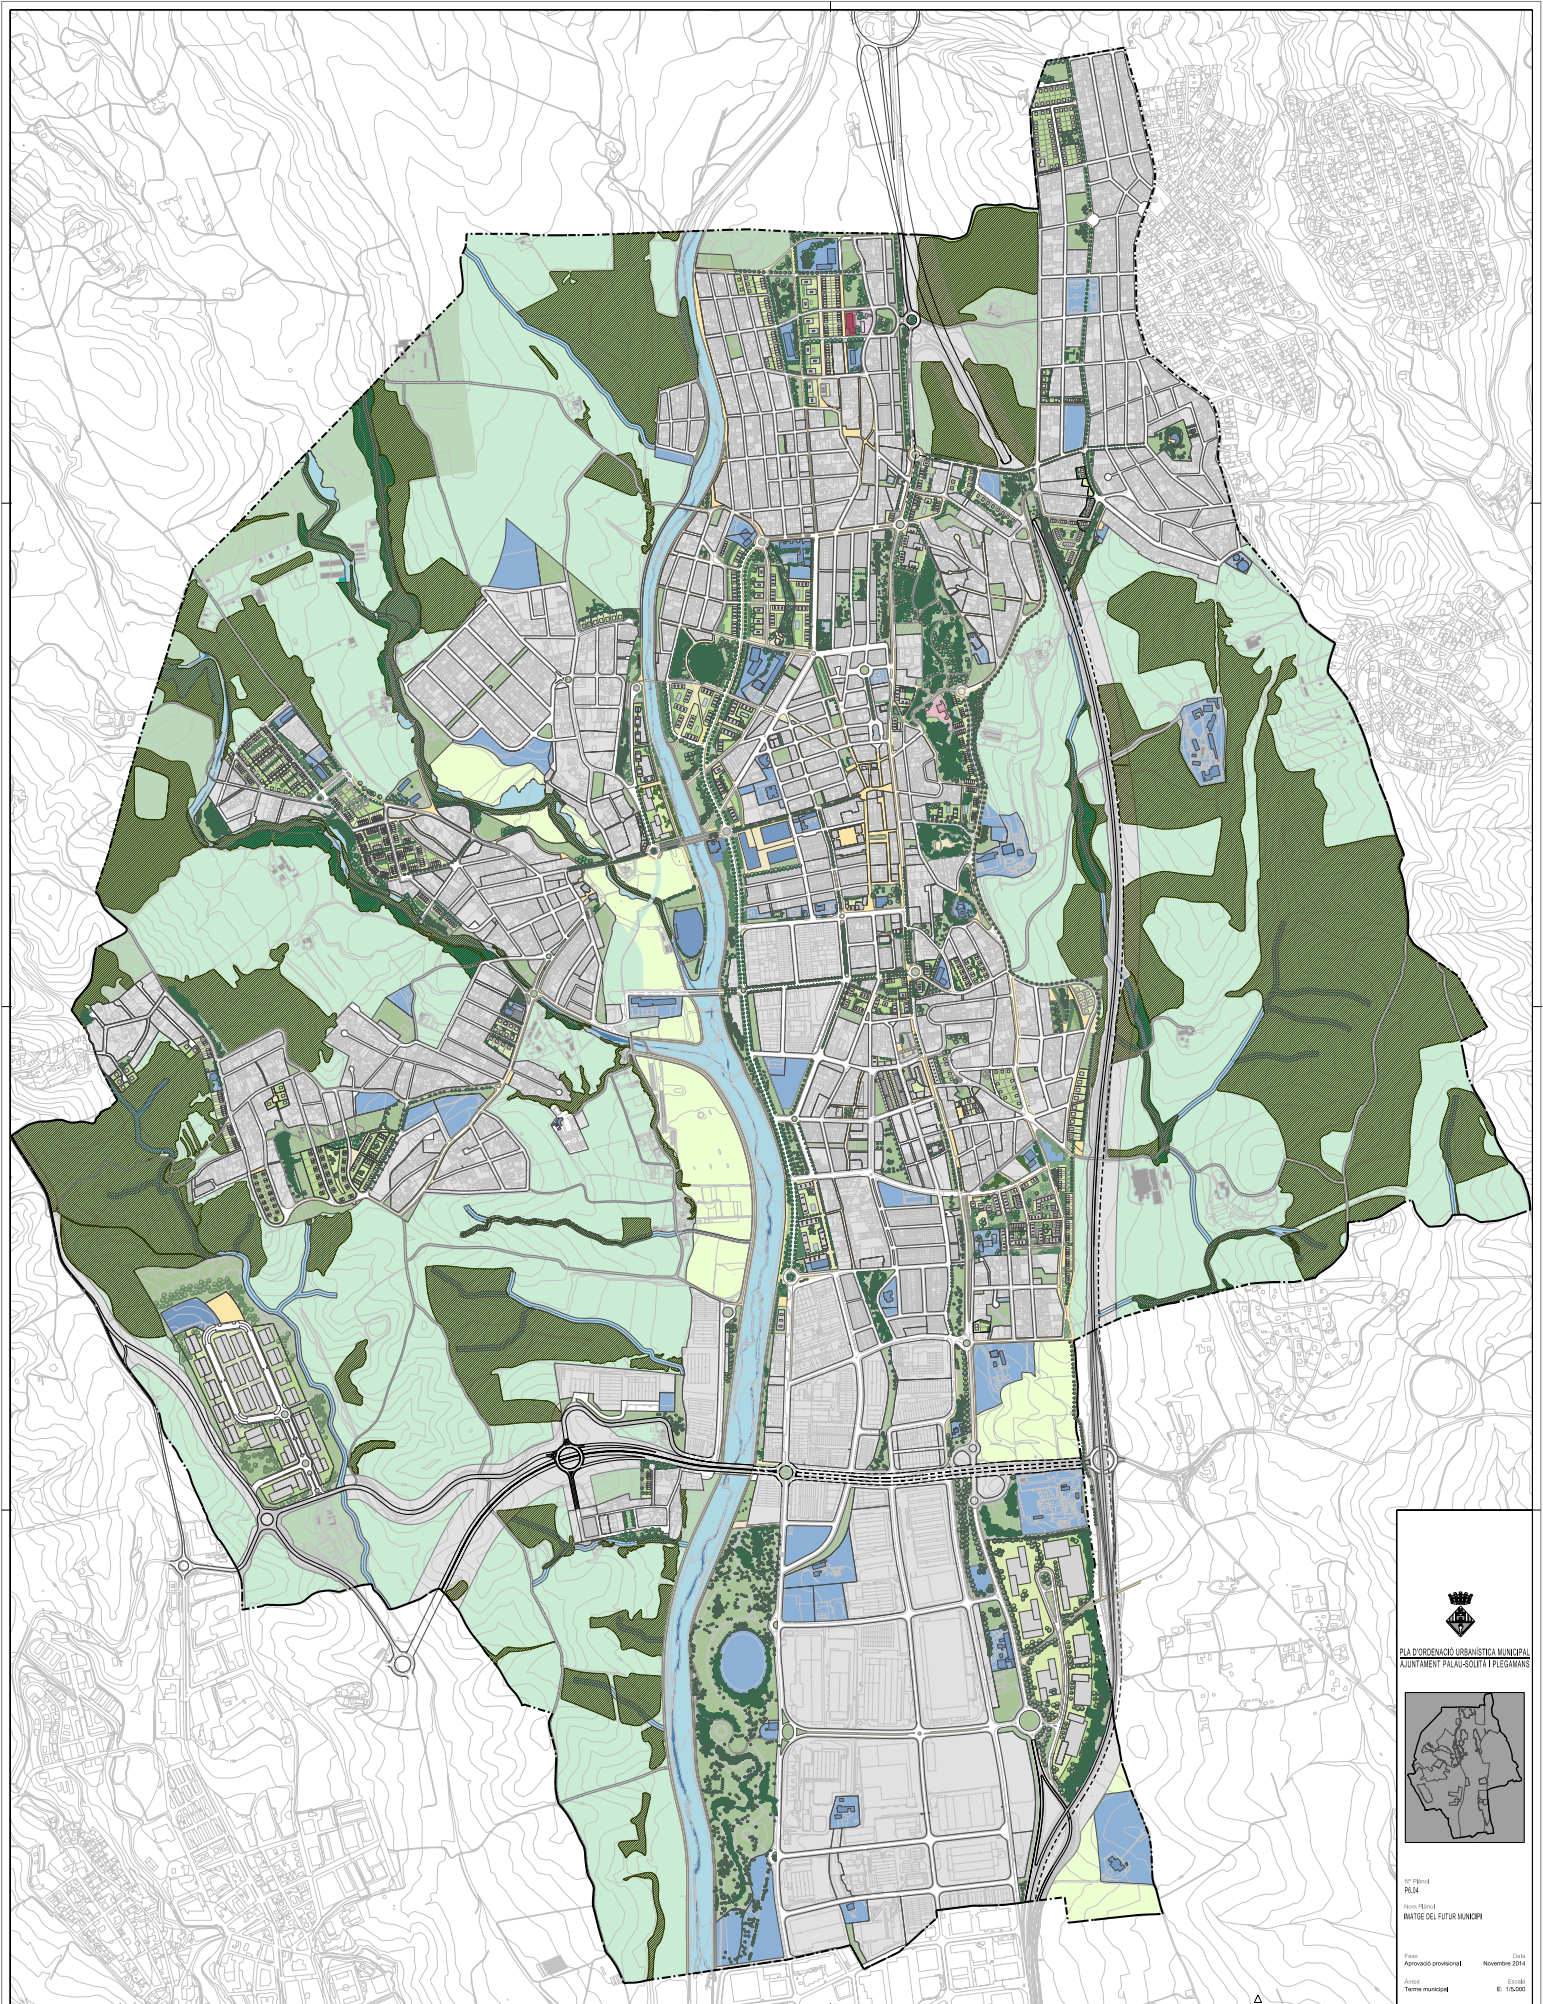 PLA D'ORDENACIÓ URBANÍSTICA MUNICIPAL
AJUNTAMENT PALAU-SOLITÀ I PLEGAMANS
Nº Plànol
P6.04
Nom Plànol
IMATGE DEL FUTUR MUNICIPI
Fase Data
Aprovació provisional Novembre 2014
Àmbit Escala
Terme municipal E: 1/5.000